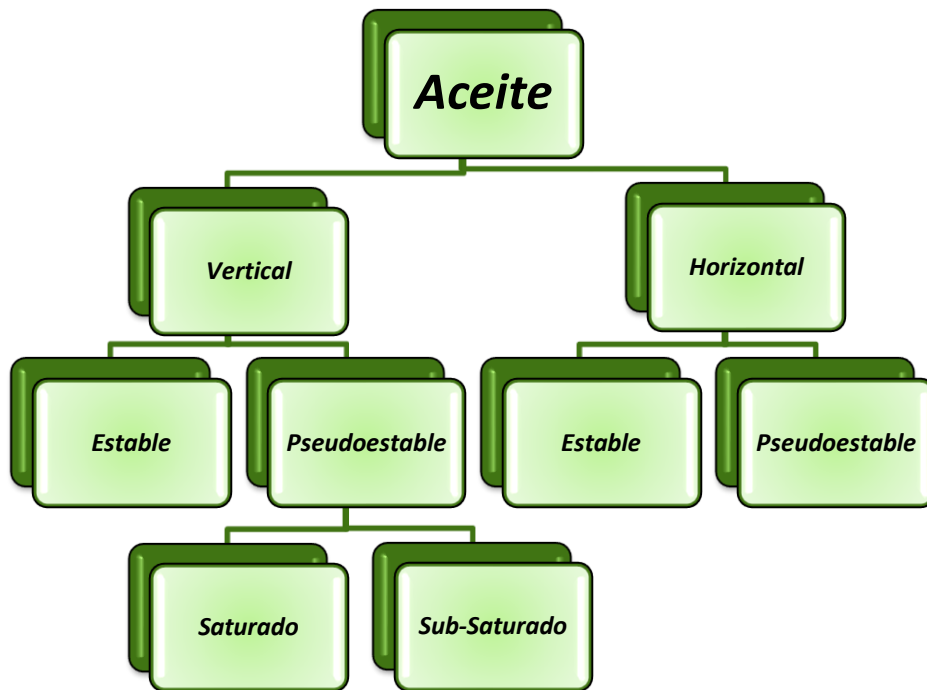 Aceite
Vertical
Horizontal
Estable
Pseudoestable
Estable
Pseudoestable
Saturado
Sub-Saturado